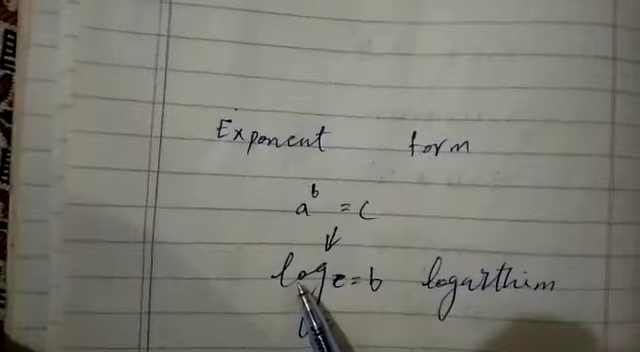 Exponent form
a^b = c
log c = b logarthim